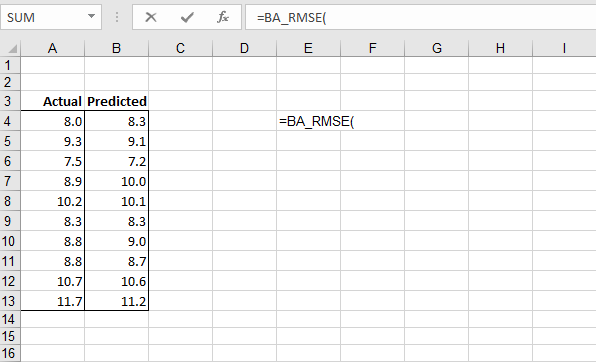 SUM =BA_RMSE(
A B C D E F G H I
1
2
3 Actual Predicted
4 8.0 8.3 =BA_RMSE(
5 9.3 9.1
6 7.5 7.2
7 8.9 10.0
8 10.2 10.1
9 8.3 8.3
10 8.8 9.0
11 8.8 8.7
12 10.7 10.6
13 11.7 11.2
14
15
16